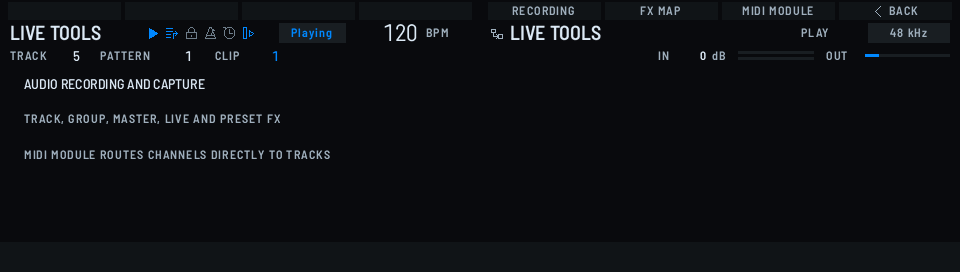 RECORDING FX MAP MIDI MODULE BACK
LIVE TOOLS Playing 120 BPM LIVE TOOLS PLAY 48 kHz
TRACK 5 PATTERN 1 CLIP 1 IN 0 dB OUT
AUDIO RECORDING AND CAPTURE
TRACK, GROUP, MASTER, LIVE AND PRESET FX
MIDI MODULE ROUTES CHANNELS DIRECTLY TO TRACKS